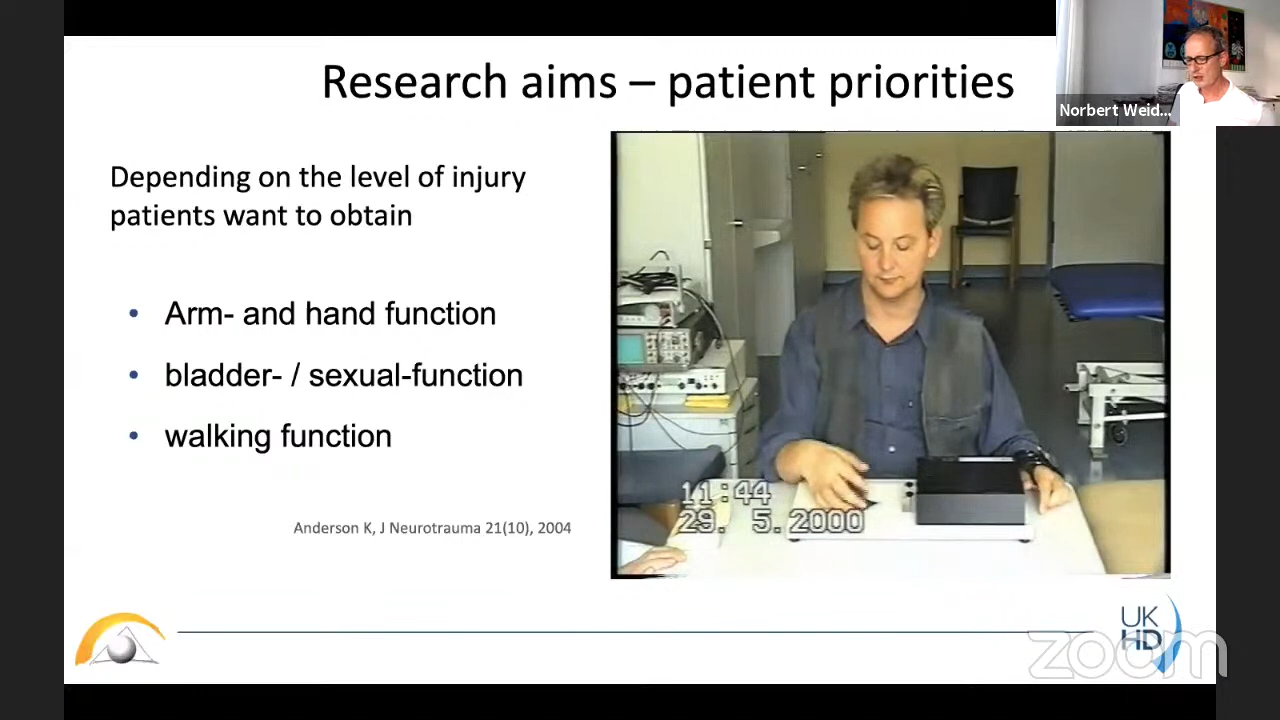 Research aims – patient priorities
Norbert Weid...
Depending on the level of injury
patients want to obtain
• Arm- and hand function
• bladder- / sexual-function
• walking function
Anderson K, J Neurotrauma 21(10), 2004
11:44
29. 5.2000
UK
HD
zoom